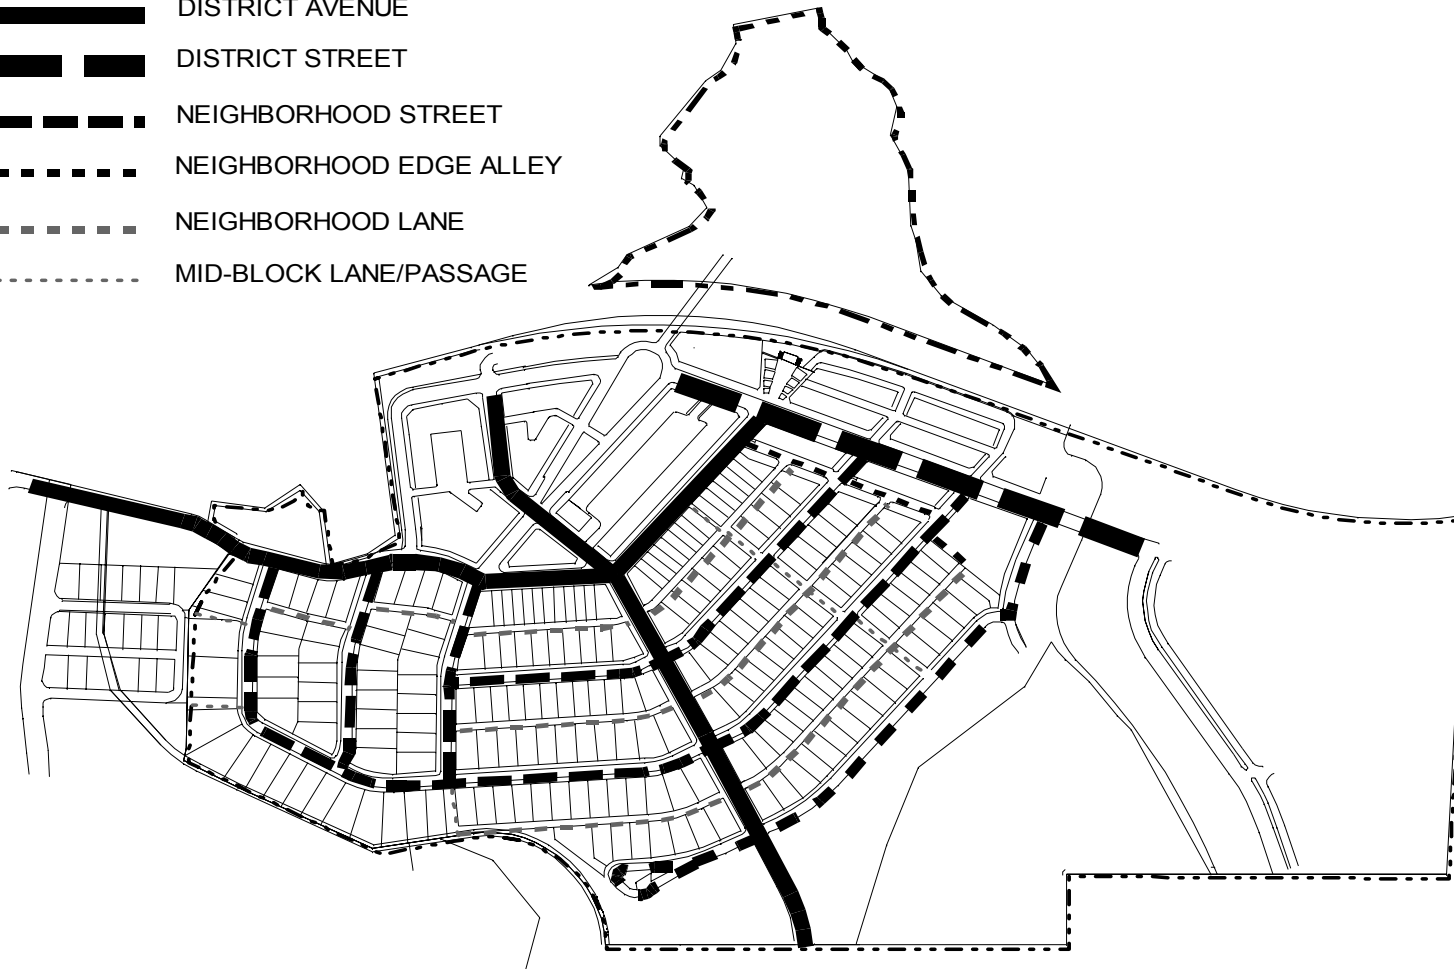 DISTRICT AVENUE
DISTRICT STREET
NEIGHBORHOOD STREET
NEIGHBORHOOD EDGE ALLEY
NEIGHBORHOOD LANE
MID-BLOCK LANE/PASSAGE